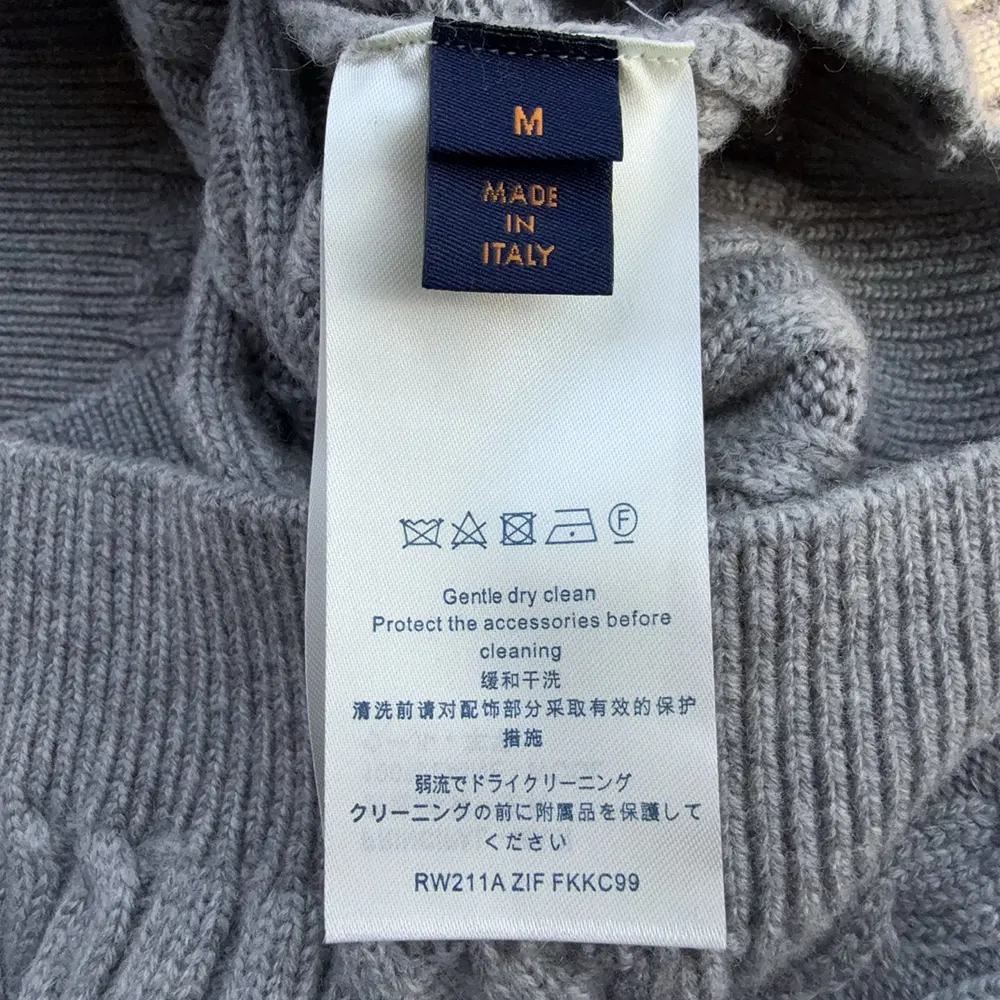 M
MADE
IN
ITALY
F
Gentle dry clean
Protect the accessories before
cleaning
缓和干洗
清洗前请对配饰部分采取有效的保护
措施
弱流でドライクリーニング
クリーニングの前に附属品を保護して
ください
RW211A ZIF FKKC99